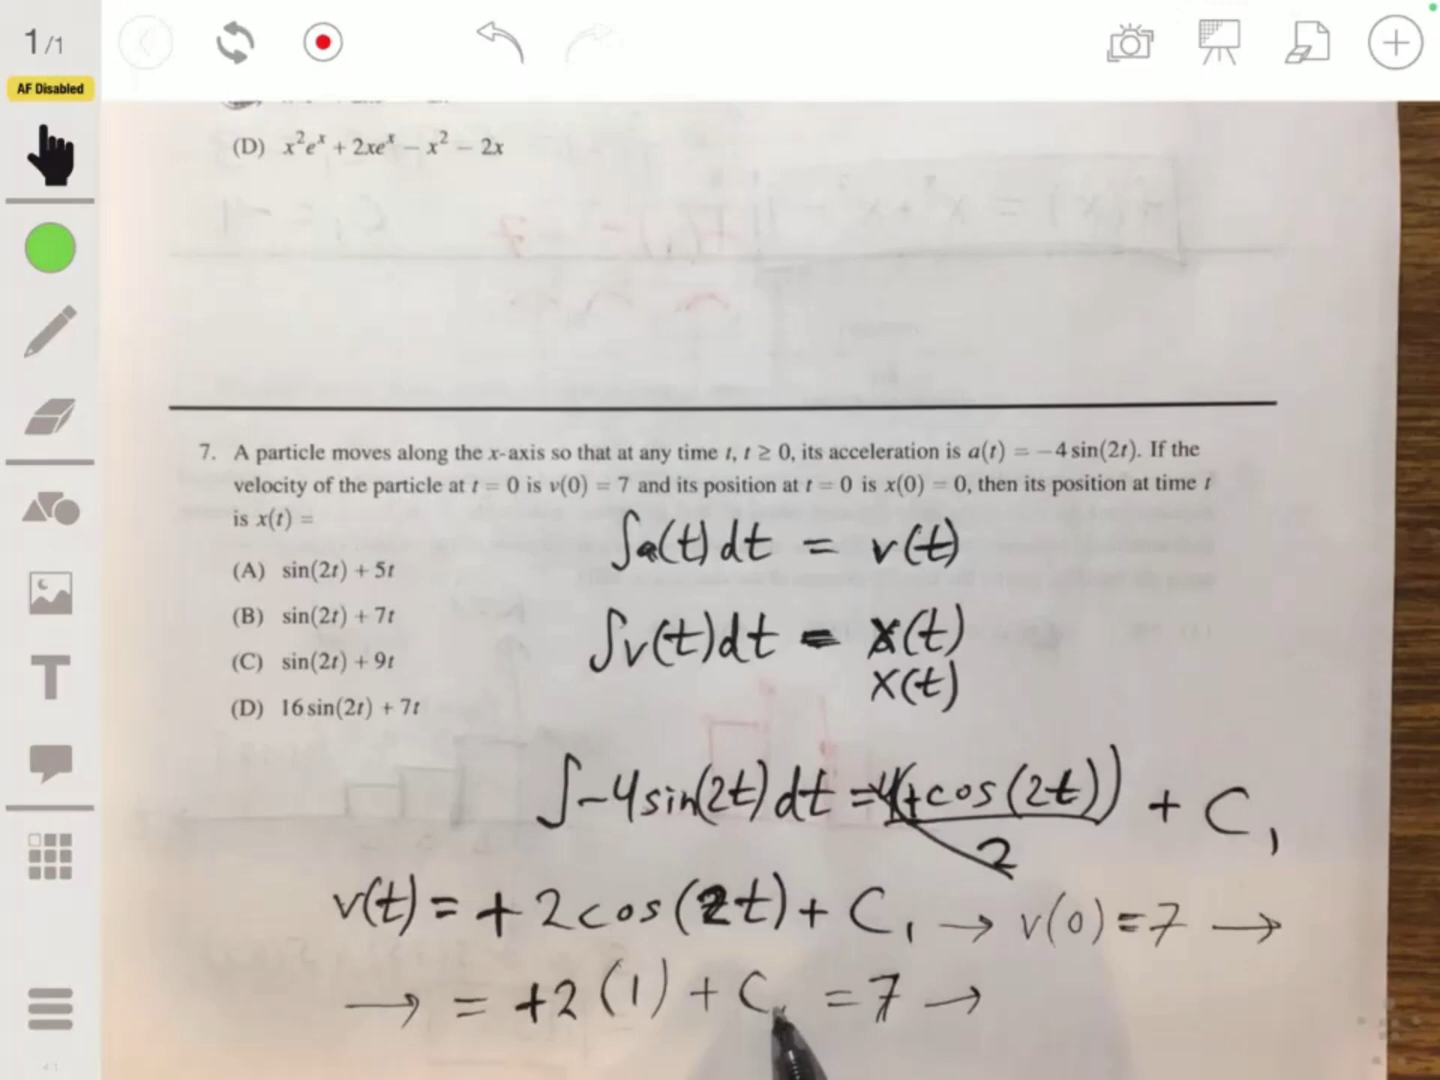 1/1
AF Disabled
(D) x²eˣ + 2xeˣ − x² − 2x
7. A particle moves along the x-axis so that at any time t, t ≥ 0, its acceleration is a(t) = −4 sin(2t). If the
velocity of the particle at t = 0 is v(0) = 7 and its position at t = 0 is x(0) = 0, then its position at time t
is x(t) =
∫a(t)dt = v(t)
(A) sin(2t) + 5t
(B) sin(2t) + 7t
∫v(t)dt = x(t)
(C) sin(2t) + 9t
x(t)
(D) 16 sin(2t) + 7t
∫-4sin(2t)dt = -4(+cos(2t))/2 + C₁
v(t) = +2cos(2t) + C₁ → v(0) = 7 →
→ = +2(1) + C₁ = 7 →
T